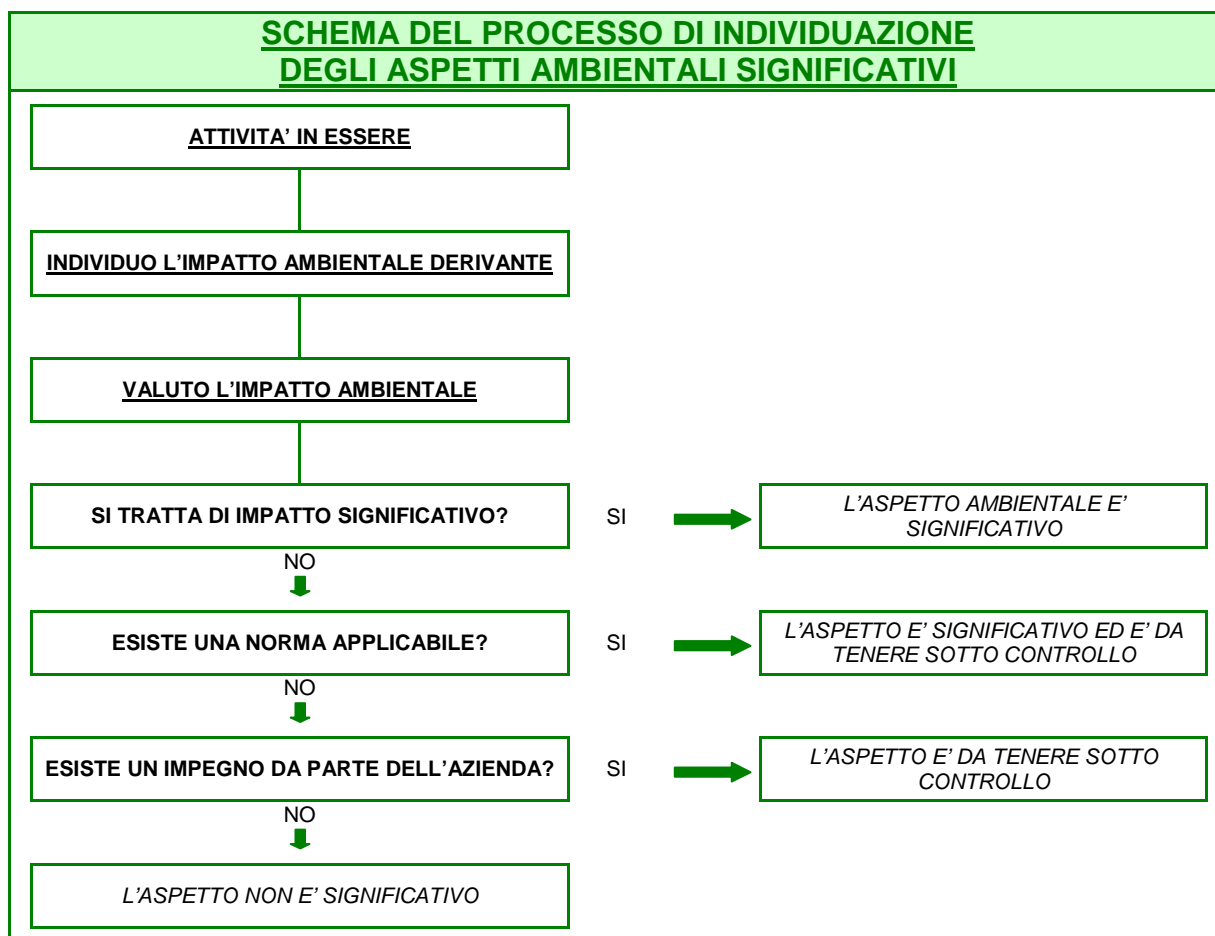 SCHEMA DEL PROCESSO DI INDIVIDUAZIONE
DEGLI ASPETTI AMBIENTALI SIGNIFICATIVI
ATTIVITA’ IN ESSERE
INDIVIDUO L’IMPATTO AMBIENTALE DERIVANTE
VALUTO L’IMPATTO AMBIENTALE
SI TRATTA DI IMPATTO SIGNIFICATIVO?
SI
L’ASPETTO AMBIENTALE E’
SIGNIFICATIVO
NO
ESISTE UNA NORMA APPLICABILE?
SI
L’ASPETTO E’ SIGNIFICATIVO ED E’ DA
TENERE SOTTO CONTROLLO
NO
ESISTE UN IMPEGNO DA PARTE DELL’AZIENDA?
SI
L’ASPETTO E’ DA TENERE SOTTO
CONTROLLO
NO
L’ASPETTO NON E’ SIGNIFICATIVO